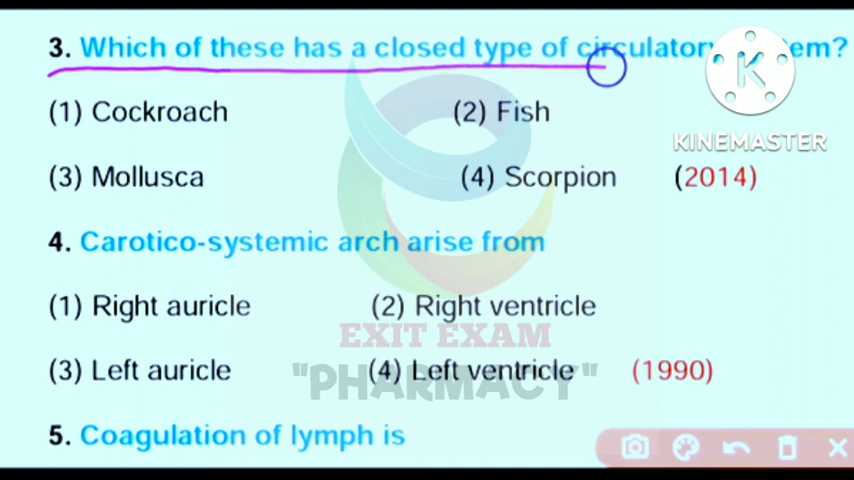 3. Which of these has a closed type of circulatory system?
K
KINEMASTER
(1) Cockroach (2) Fish
(3) Mollusca (4) Scorpion (2014)
4. Carotico-systemic arch arise from
(1) Right auricle (2) Right ventricle
EXIT EXAM
(3) Left auricle (4) Left ventricle (1990)
"PHARMACY"
5. Coagulation of lymph is